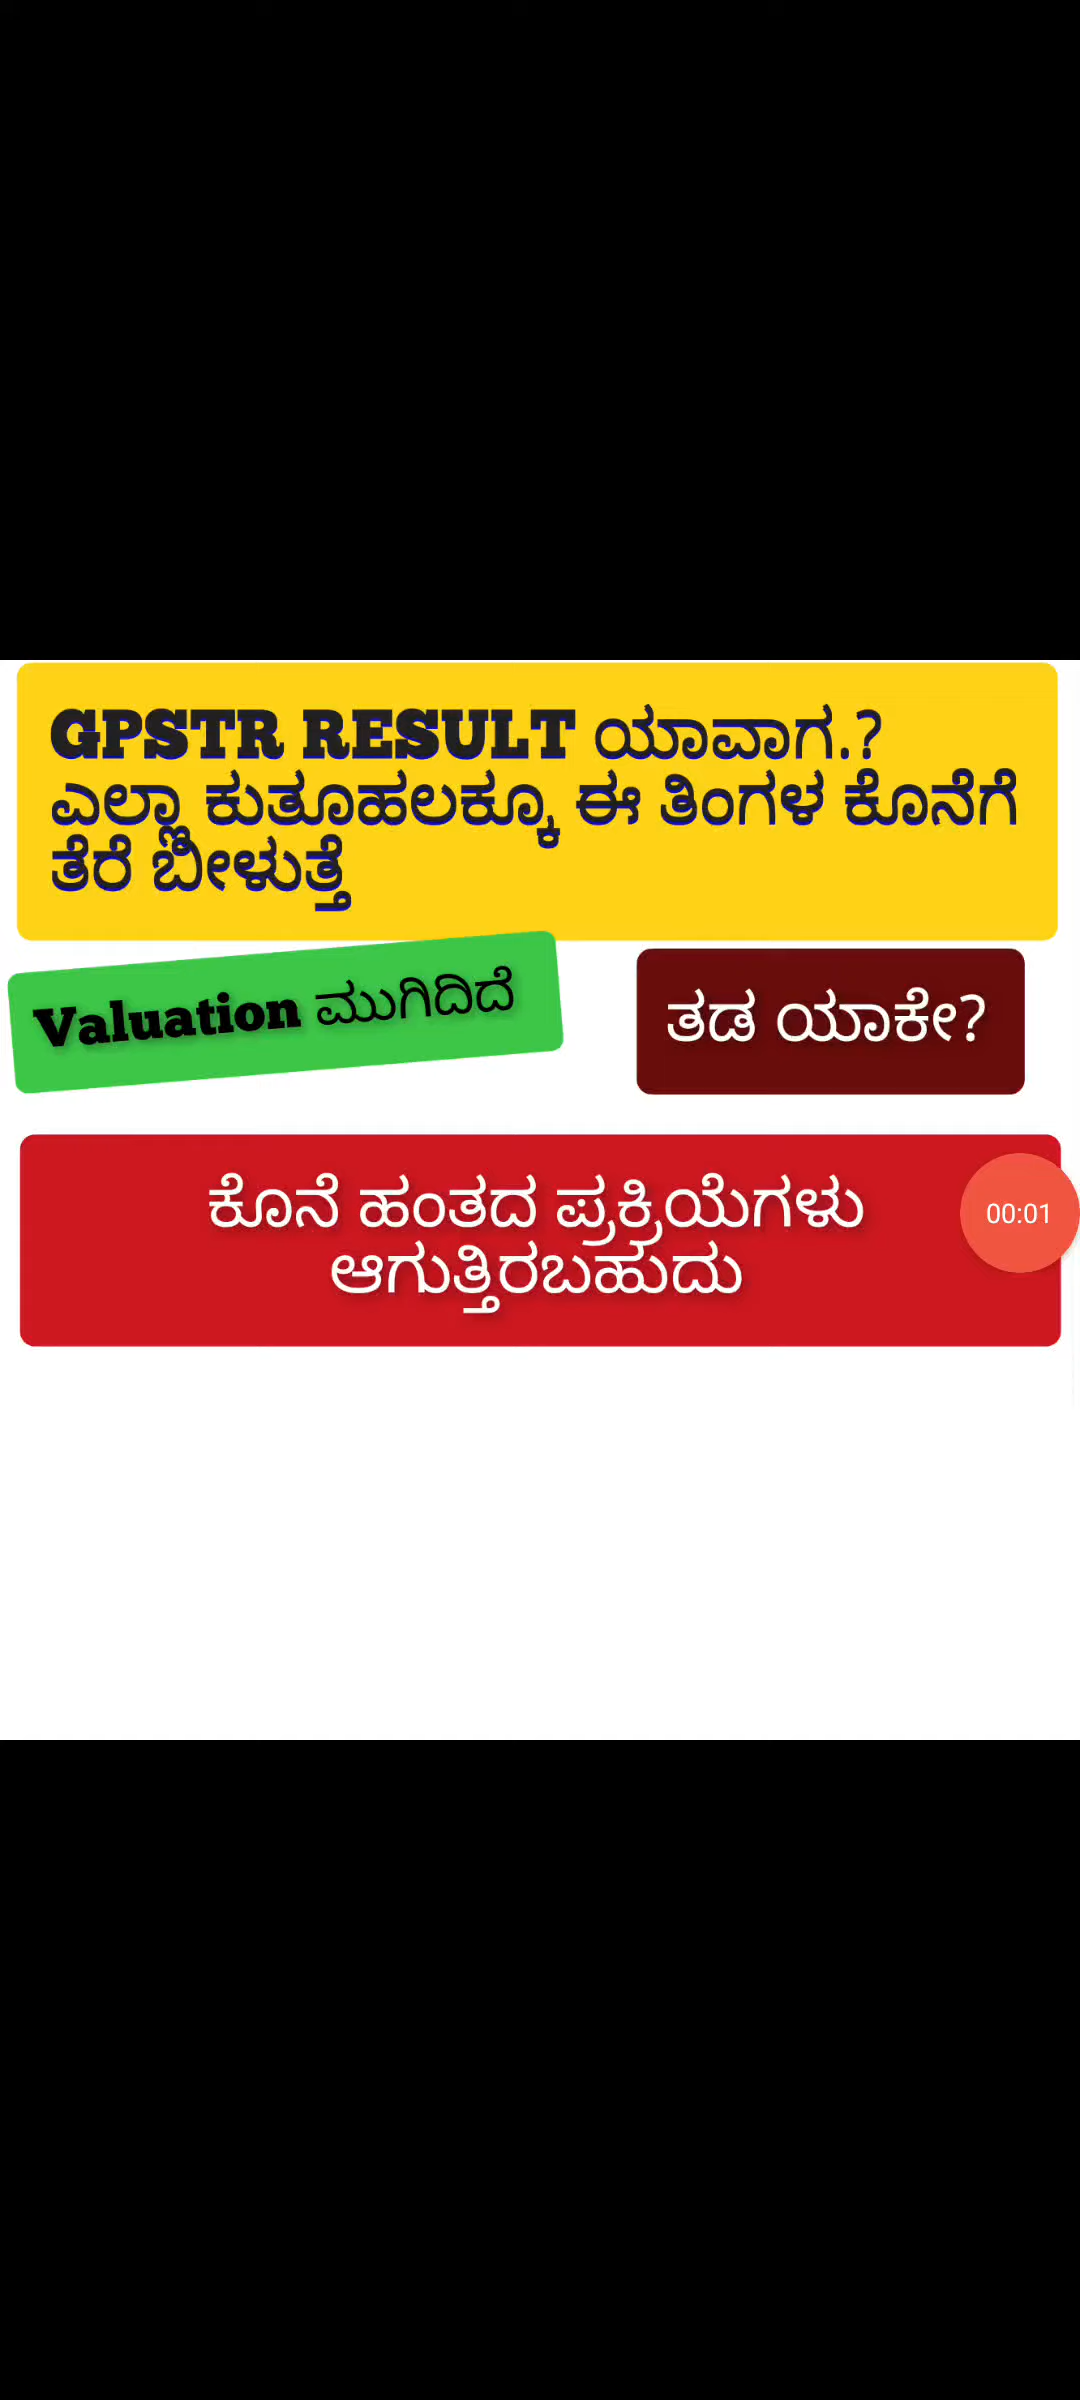 GPSTR RESULT ಯಾವಾಗ.?
ಎಲ್ಲಾ ಕುತೂಹಲಕ್ಕೂ ಈ ತಿಂಗಳ ಕೊನೆಗೆ
ತೆರೆ ಬೀಳುತ್ತೆ
Valuation ಮುಗಿದಿದೆ
ತಡ ಯಾಕೇ?
ಕೊನೆ ಹಂತದ ಪ್ರಕ್ರಿಯೆಗಳು
ಆಗುತ್ತಿರಬಹುದು
00:01